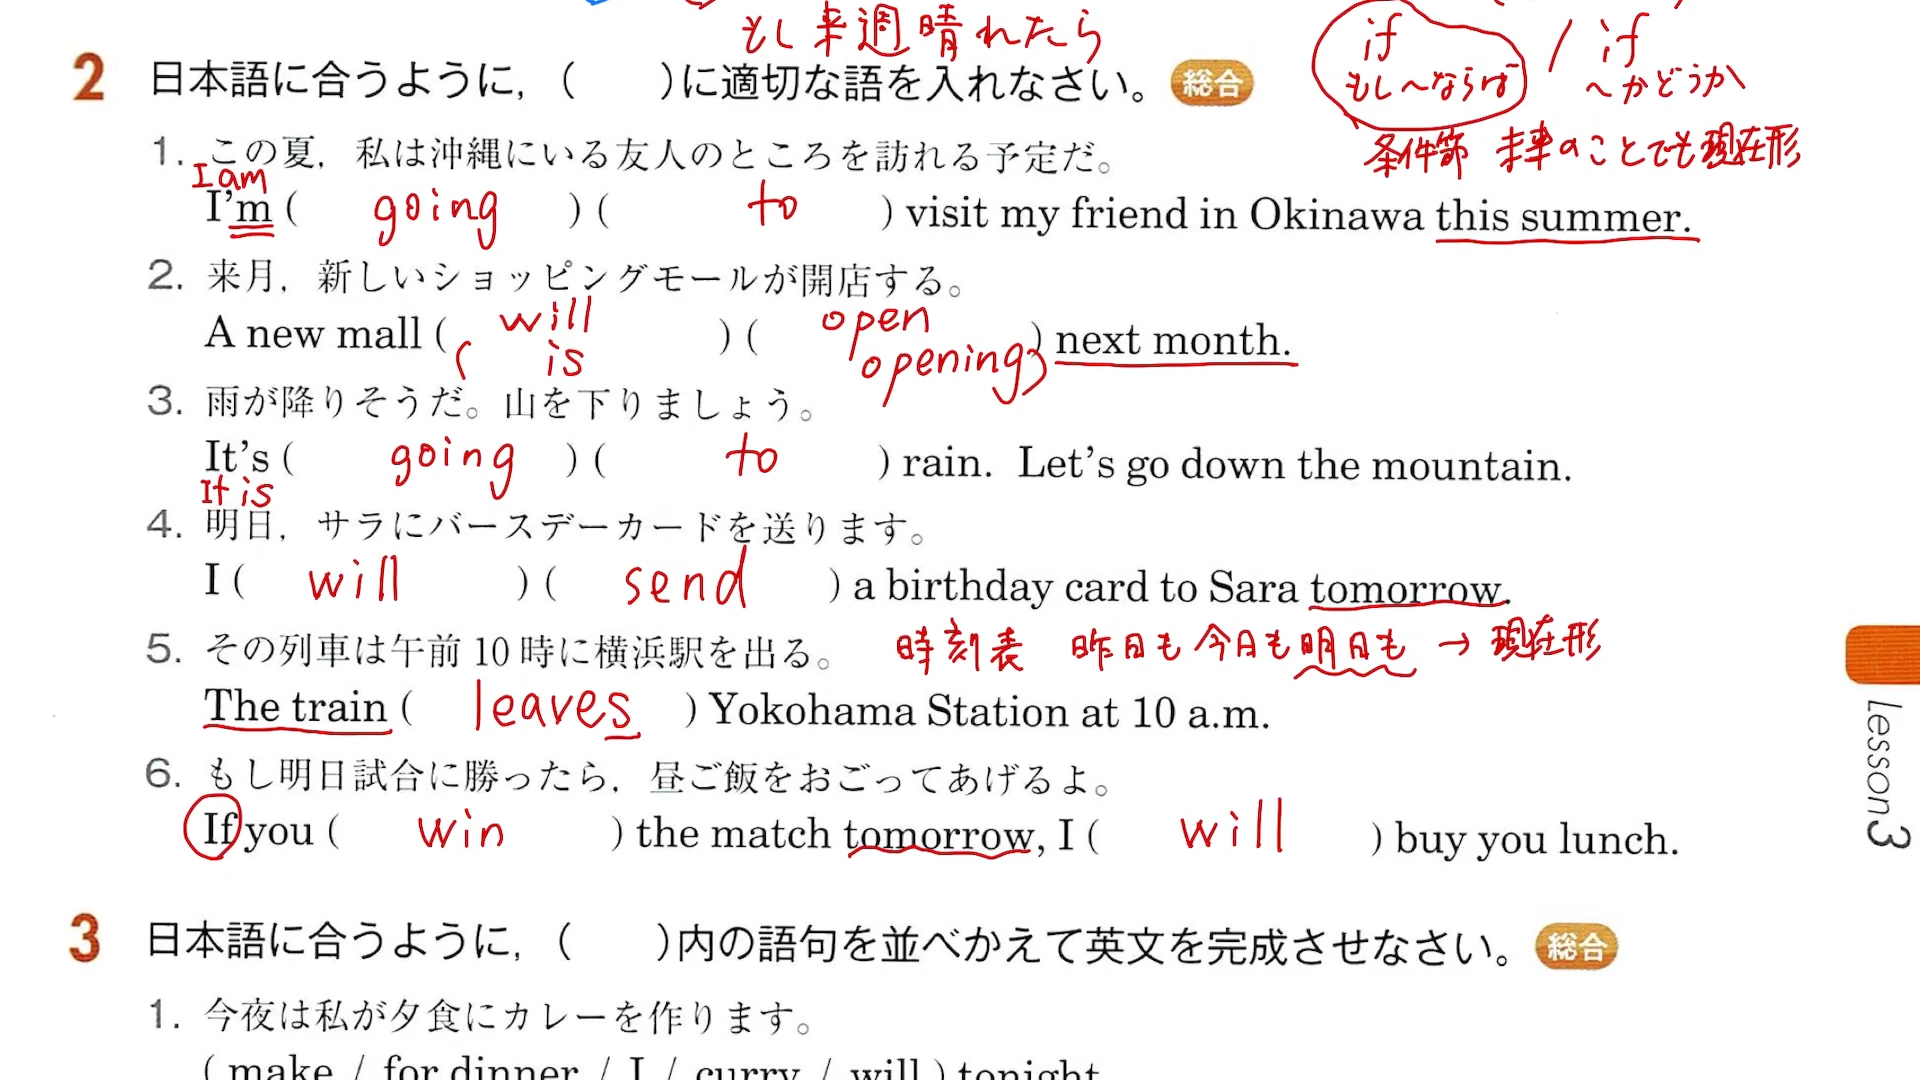 もし来週晴れたら
if / if
もし〜ならば 〜かどうか
条件節 未来のことでも現在形
2 日本語に合うように,( )に適切な語を入れなさい。 総合
1. この夏,私は沖縄にいる友人のところを訪れる予定だ。
I am
I'm ( going ) ( to ) visit my friend in Okinawa this summer.
2. 来月,新しいショッピングモールが開店する。
A new mall ( will ) ( open ) next month.
( is opening )
3. 雨が降りそうだ。山を下りましょう。
It's ( going ) ( to ) rain. Let's go down the mountain.
It is
4. 明日,サラにバースデーカードを送ります。
I ( will ) ( send ) a birthday card to Sara tomorrow.
5. その列車は午前10時に横浜駅を出る。 時刻表 昨日も今日も明日も → 現在形
The train ( leaves ) Yokohama Station at 10 a.m.
6. もし明日試合に勝ったら,昼ご飯をおごってあげるよ。
If you ( win ) the match tomorrow, I ( will ) buy you lunch.
Lesson3
3 日本語に合うように,( )内の語句を並べかえて英文を完成させなさい。 総合
1. 今夜は私が夕食にカレーを作ります。
( make / for dinner / I / curry / will ) tonight.